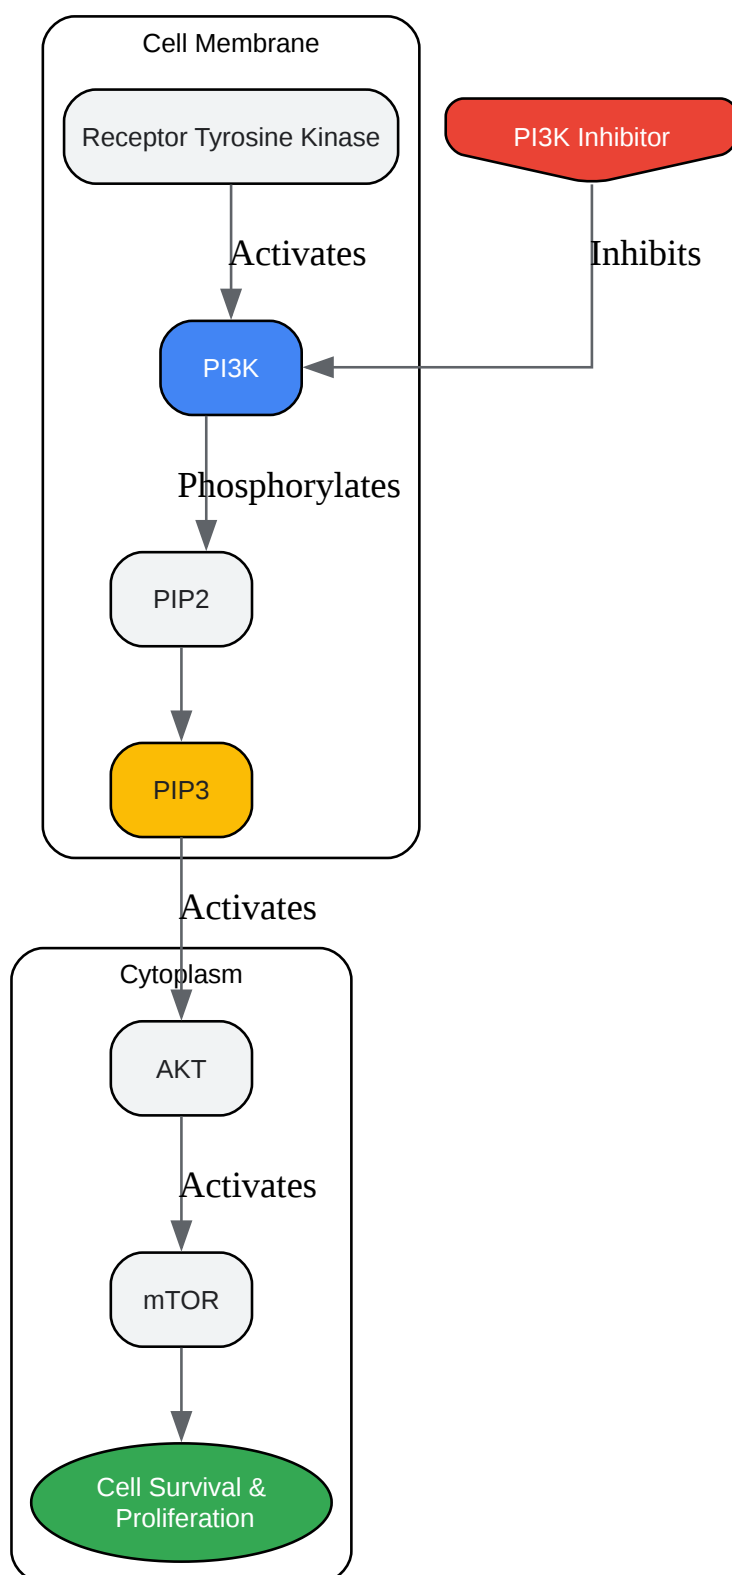 Cell Membrane
Receptor Tyrosine Kinase
PI3K Inhibitor
Activates
Inhibits
PI3K
Phosphorylates
PIP2
PIP3
Activates
Cytoplasm
AKT
Activates
mTOR
Cell Survival &
Proliferation